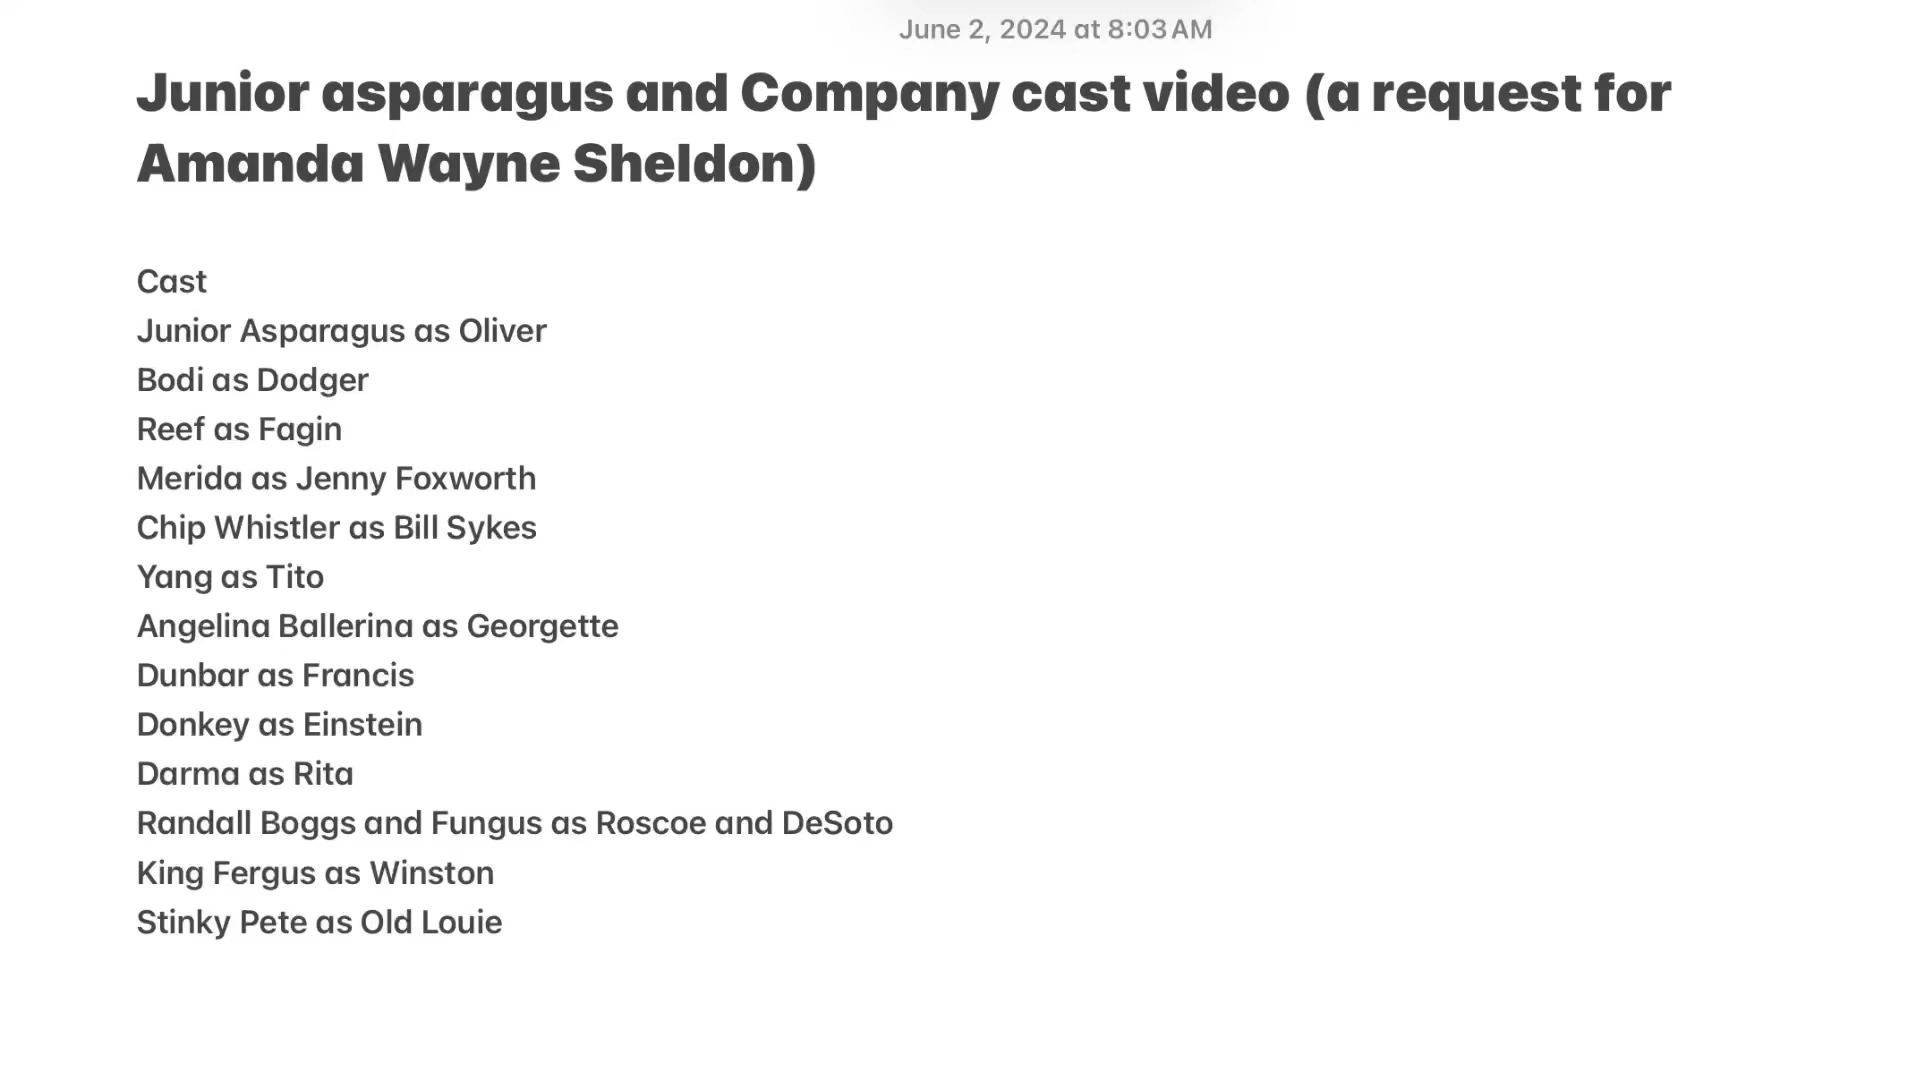 June 2, 2024 at 8:03 AM
Junior asparagus and Company cast video (a request for
Amanda Wayne Sheldon)
Cast
Junior Asparagus as Oliver
Bodi as Dodger
Reef as Fagin
Merida as Jenny Foxworth
Chip Whistler as Bill Sykes
Yang as Tito
Angelina Ballerina as Georgette
Dunbar as Francis
Donkey as Einstein
Darma as Rita
Randall Boggs and Fungus as Roscoe and DeSoto
King Fergus as Winston
Stinky Pete as Old Louie